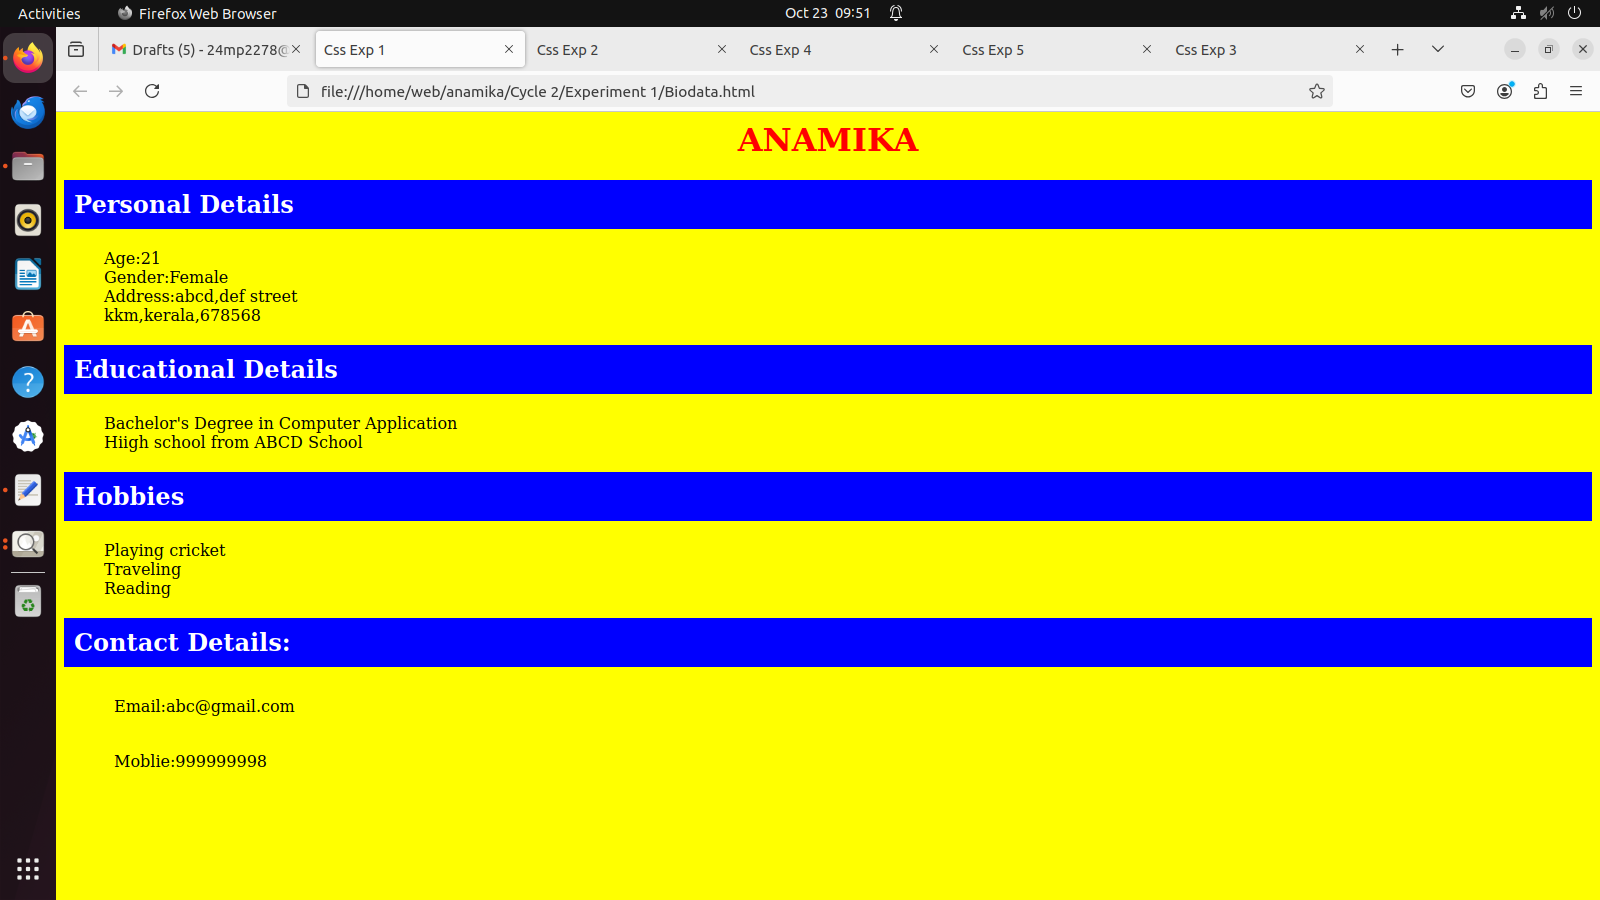 Activities
Firefox Web Browser
Oct 23 09:51
Drafts (5) - 24mp2278@
Css Exp 1
Css Exp 2
Css Exp 4
Css Exp 5
Css Exp 3
file:///home/web/anamika/Cycle 2/Experiment 1/Biodata.html
ANAMIKA
Personal Details
Age:21
Gender:Female
Address:abcd,def street
kkm,kerala,678568
Educational Details
Bachelor's Degree in Computer Application
Hiigh school from ABCD School
Hobbies
Playing cricket
Traveling
Reading
Contact Details:
Email:abc@gmail.com
Moblie:999999998